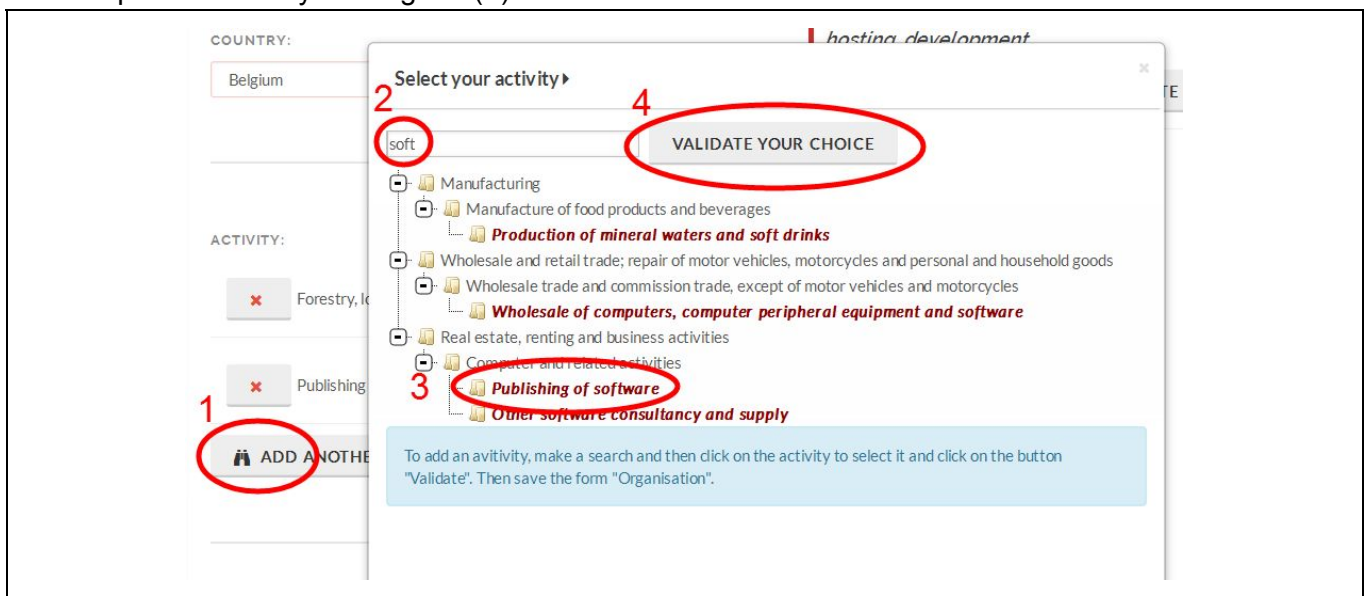 COUNTRY:
hosting, development.
Belgium
Select your activity
×
TE
2
4
soft
VALIDATE YOUR CHOICE
Manufacturing
Manufacture of food products and beverages
Production of mineral waters and soft drinks
ACTIVITY:
Wholesale and retail trade; repair of motor vehicles, motorcycles and personal and household goods
Wholesale trade and commission trade, except of motor vehicles and motorcycles
Forestry, lo
Wholesale of computers, computer peripheral equipment and software
Real estate, renting and business activities
Computer and related activities
3
Publishing of software
Publishing
1
Other software consultancy and supply
ADD ANOTHE
To add an avitivity, make a search and then click on the activity to select it and click on the button
"Validate". Then save the form "Organisation".